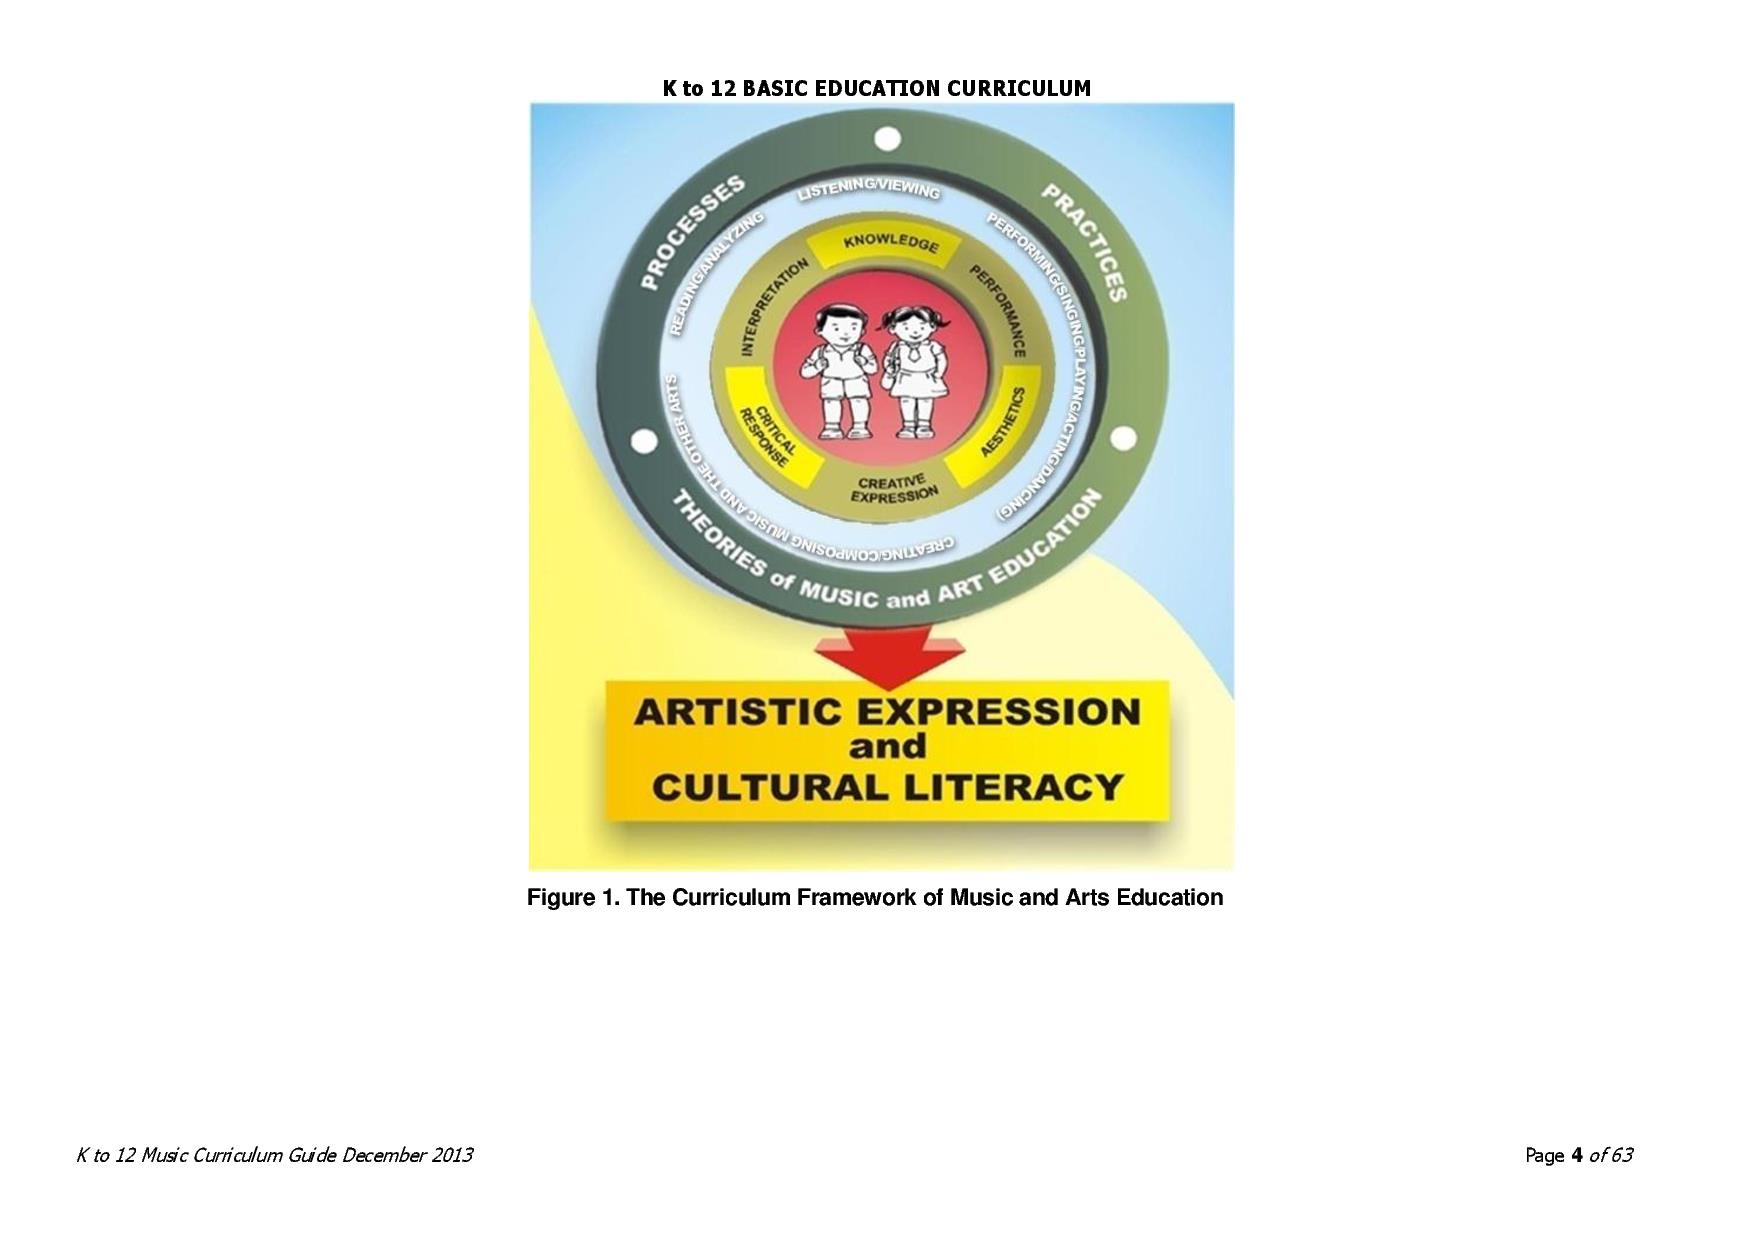 K to 12 BASIC EDUCATION CURRICULUM
PROCESSES
PRACTICES
THEORIES of MUSIC and ART EDUCATION
LISTENING/VIEWING
PERFORMING(SINGING/PLAYING/ACTING/DANCING)
CREATING/COMPOSING MUSIC AND THE OTHER ARTS
READING/ANALYZING
KNOWLEDGE
PERFORMANCE
AESTHETICS
CREATIVE
EXPRESSION
CRITICAL
RESPONSE
INTERPRETATION
ARTISTIC EXPRESSION
and
CULTURAL LITERACY
Figure 1. The Curriculum Framework of Music and Arts Education
K to 12 Music Curriculum Guide December 2013
Page 4 of 63